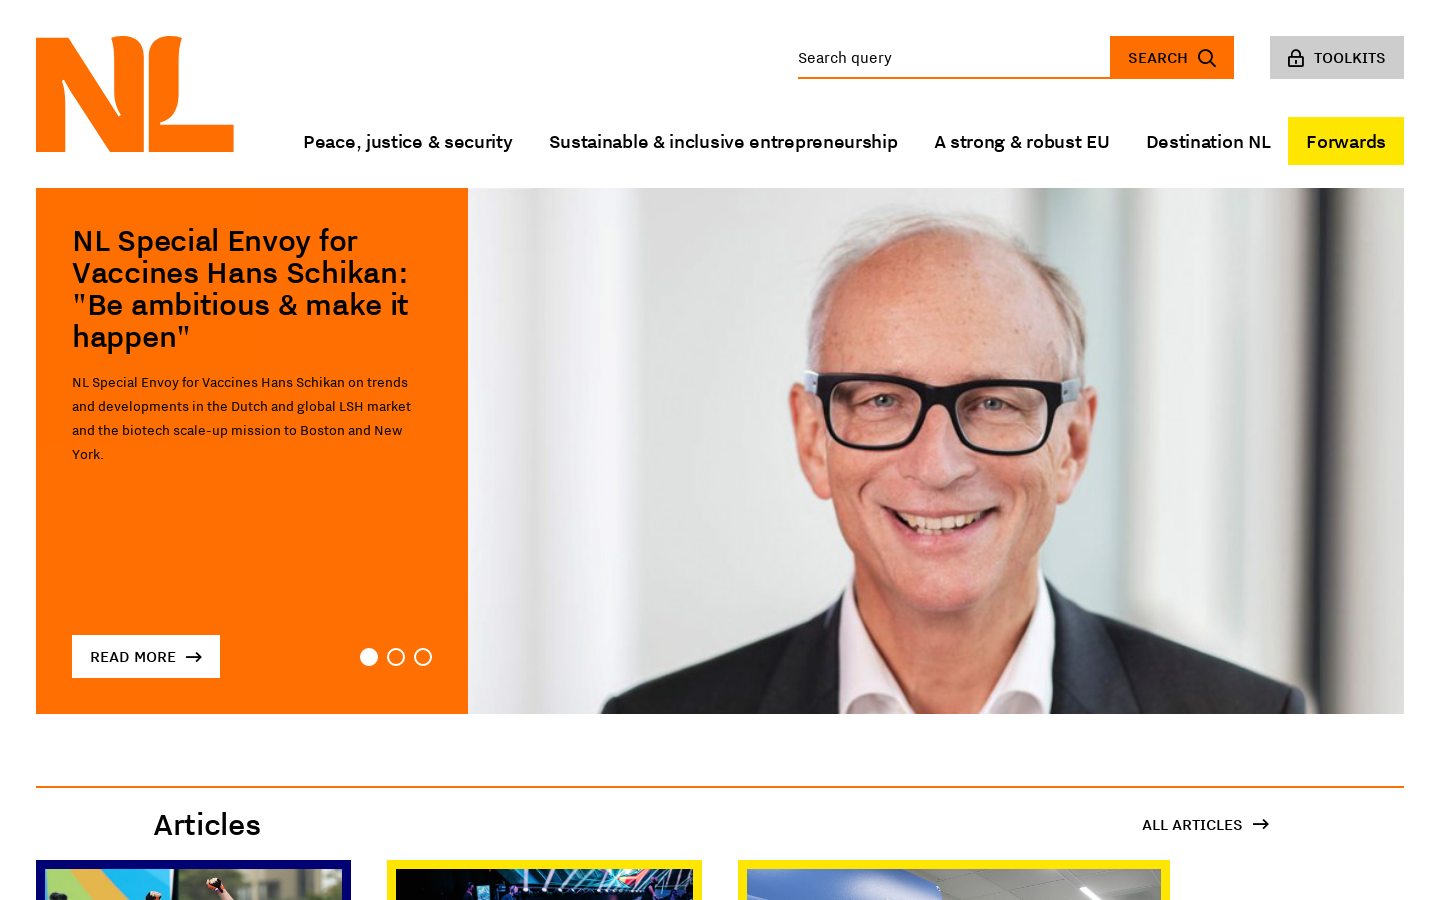 NL
Search query
SEARCH
TOOLKITS
Peace, justice & security
Sustainable & inclusive entrepreneurship
A strong & robust EU
Destination NL
Forwards
NL Special Envoy for
Vaccines Hans Schikan:
"Be ambitious & make it
happen"
NL Special Envoy for Vaccines Hans Schikan on trends
and developments in the Dutch and global LSH market
and the biotech scale-up mission to Boston and New
York.
READ MORE
Articles
ALL ARTICLES